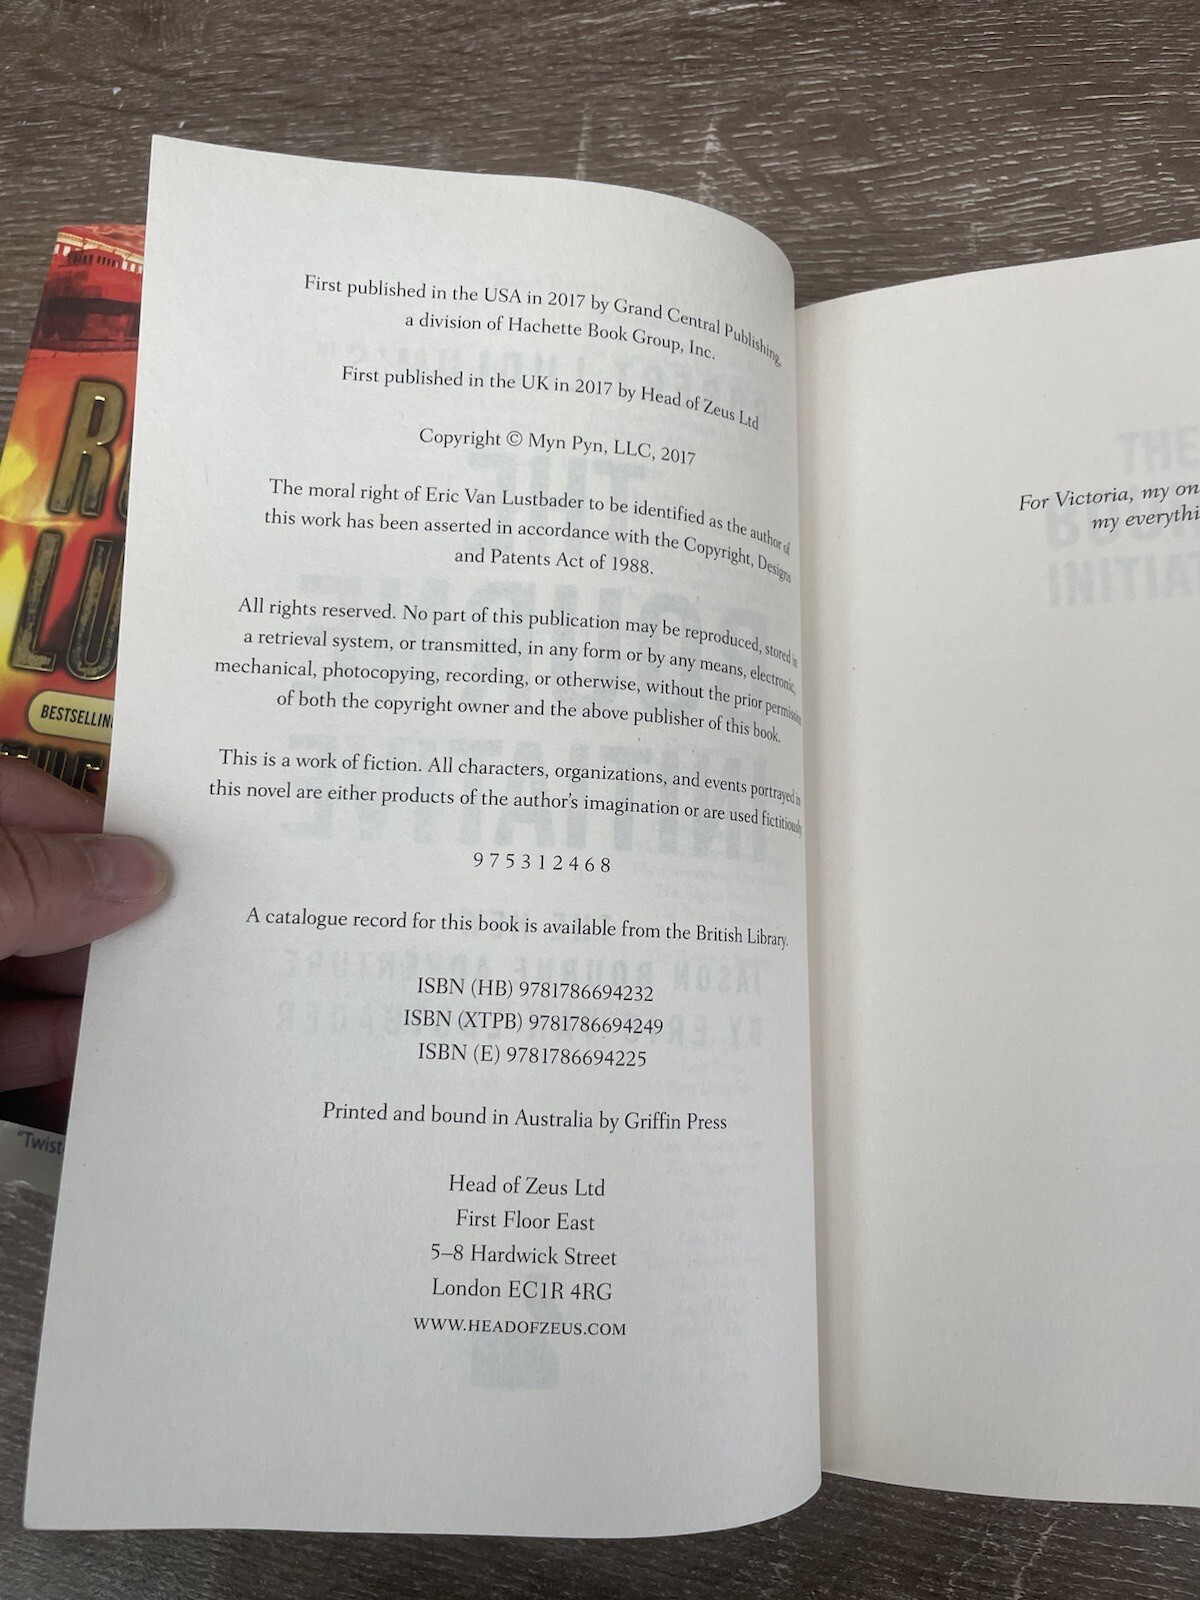 First published in the USA in 2017 by Grand Central Publishing,
a division of Hachette Book Group, Inc.
First published in the UK in 2017 by Head of Zeus Ltd
Copyright © Myn Pyn, LLC, 2017
The moral right of Eric Van Lustbader to be identified as the author of
this work has been asserted in accordance with the Copyright, Designs
and Patents Act of 1988.
All rights reserved. No part of this publication may be reproduced, stored in
a retrieval system, or transmitted, in any form or by any means, electronic,
mechanical, photocopying, recording, or otherwise, without the prior permission
of both the copyright owner and the above publisher of this book.
This is a work of fiction. All characters, organizations, and events portrayed in
this novel are either products of the author's imagination or are used fictitiously.
9 7 5 3 1 2 4 6 8
A catalogue record for this book is available from the British Library.
ISBN (HB) 9781786694232
ISBN (XTPB) 9781786694249
ISBN (E) 9781786694225
Printed and bound in Australia by Griffin Press
Head of Zeus Ltd
First Floor East
5–8 Hardwick Street
London EC1R 4RG
WWW.HEADOFZEUS.COM
For Victoria, my on
my everythi
THE
BOUR
INITIAT
R
LU
BESTSELLIN
THE
"Twist